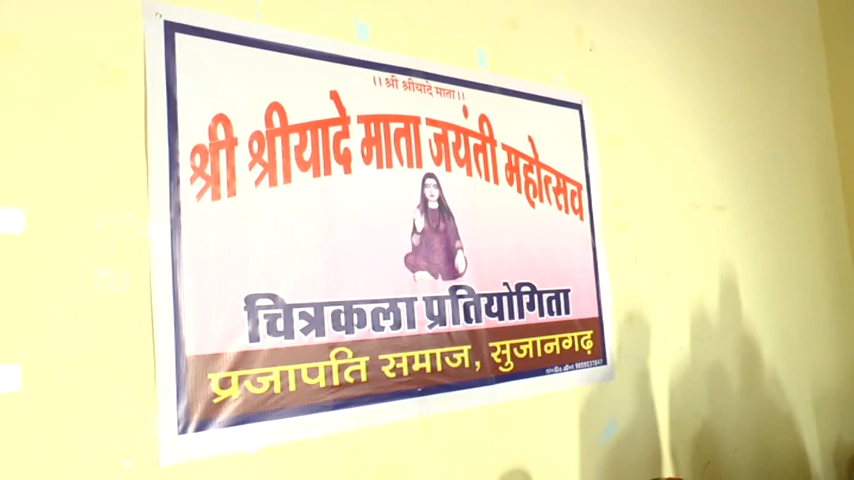 ।। श्री श्रीयादे माता ।।
श्री श्रीयादे माता जयंती महोत्सव
चित्रकला प्रतियोगिता
प्रजापति समाज, सुजानगढ़